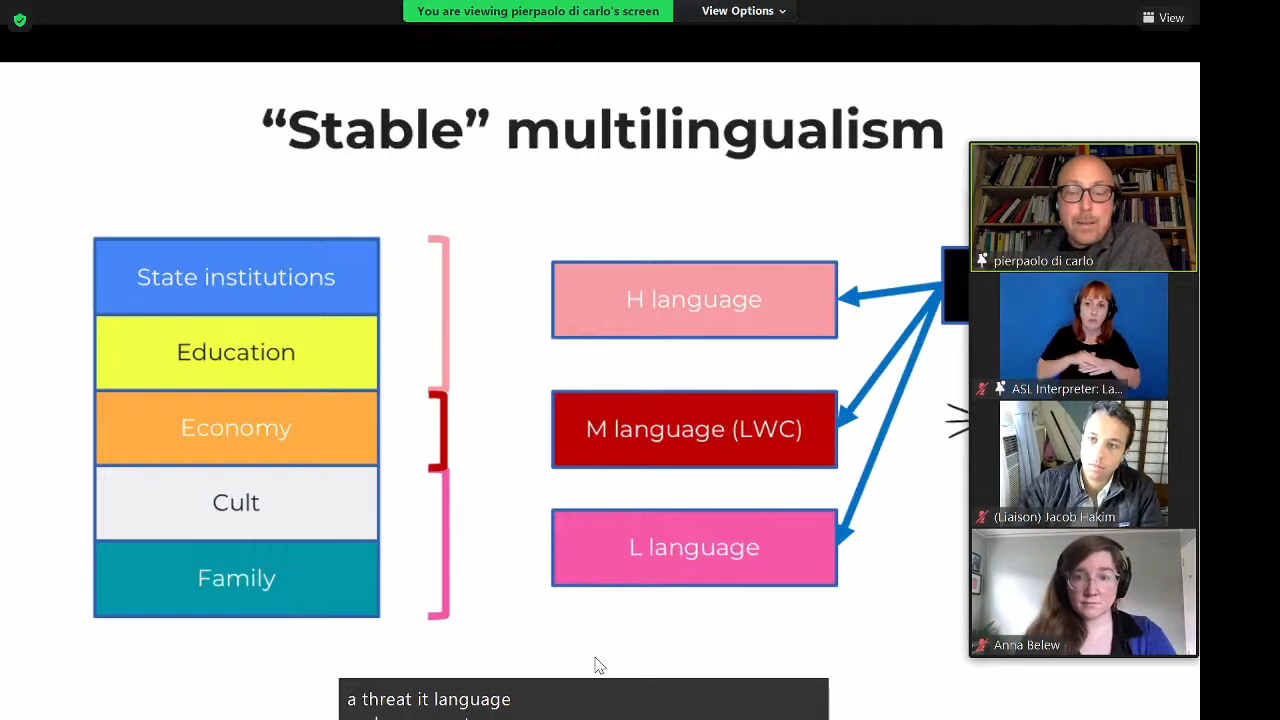 You are viewing pierpaolo di carlo's screen
View Options
View
“Stable” multilingualism
State institutions
Education
Economy
Cult
Family
H language
M language (LWC)
L language
pierpaolo di carlo
ASL Interpreter: La...
(Liaison) Jacob Hakim
Anna Belew
a threat it language